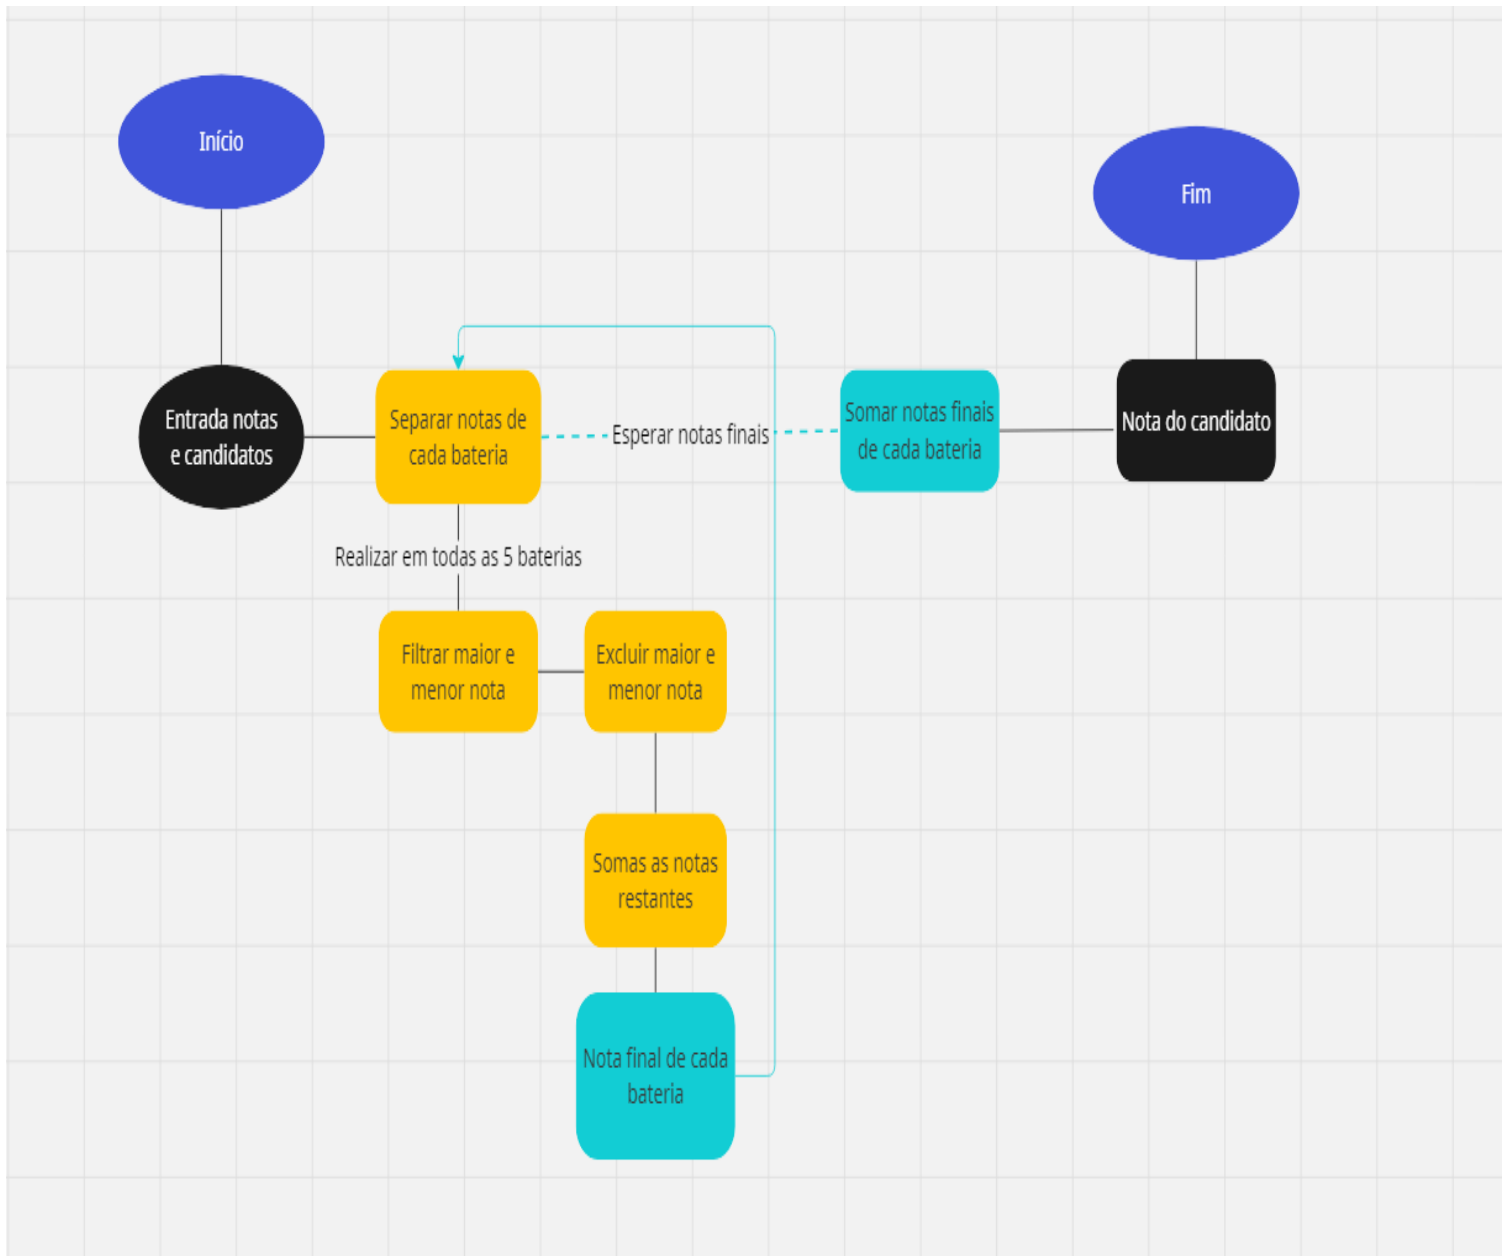 Início
Fim
Entrada notas
e candidatos
Separar notas de
cada bateria
Esperar notas finais
Somar notas finais
de cada bateria
Nota do candidato
Realizar em todas as 5 baterias
Filtrar maior e
menor nota
Excluir maior e
menor nota
Somas as notas
restantes
Nota final de cada
bateria